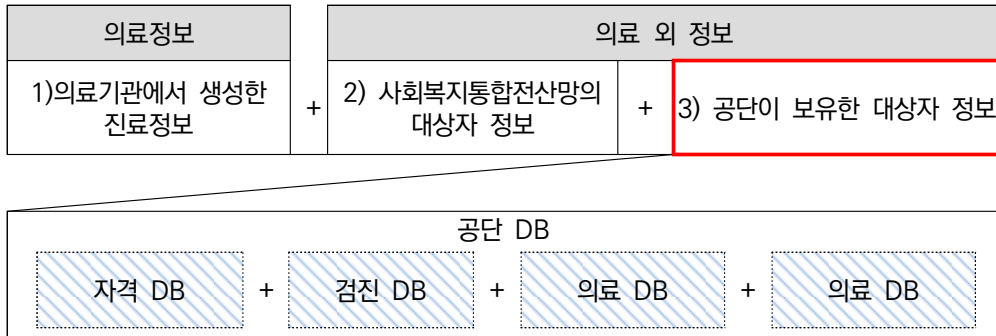 의료정보
의료 외 정보
1)의료기관에서 생성한
진료정보
+
2) 사회복지통합전산망의
대상자 정보
+
3) 공단이 보유한 대상자 정보
공단 DB
자격 DB + 검진 DB + 의료 DB + 의료 DB